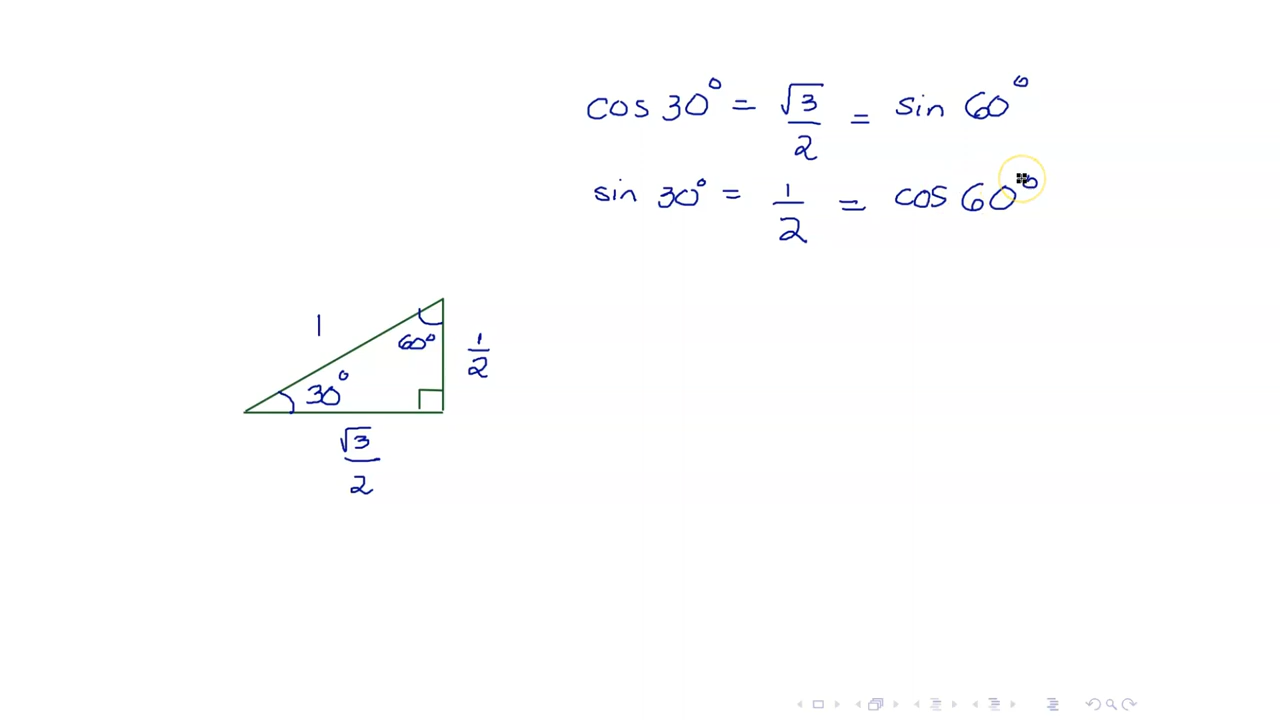 cos 30° = √3/2 = sin 60°
sin 30° = 1/2 = cos 60°
1
60°
1/2
30°
√3/2